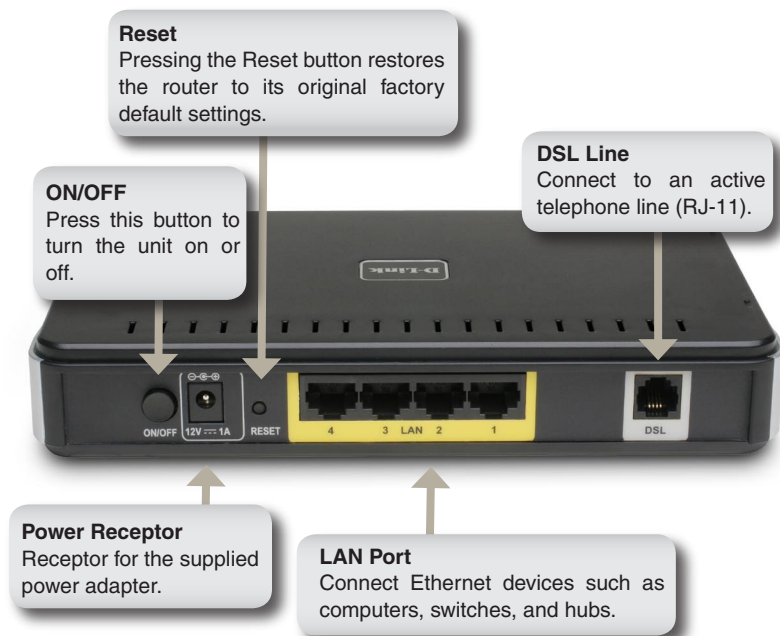 Reset
Pressing the Reset button restores
the router to its original factory
default settings.
DSL Line
Connect to an active
telephone line (RJ-11).
ON/OFF
Press this button to
turn the unit on or
off.
D-Link
ON/OFF
12V 1A
RESET
4 3 LAN 2 1
DSL
Power Receptor
Receptor for the supplied
power adapter.
LAN Port
Connect Ethernet devices such as
computers, switches, and hubs.